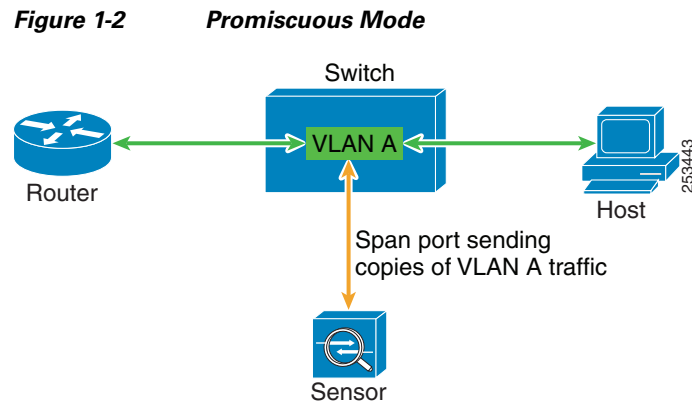 Figure 1-2 Promiscuous Mode
Switch
VLAN A
Router
Host
253443
Span port sending
copies of VLAN A traffic
Sensor